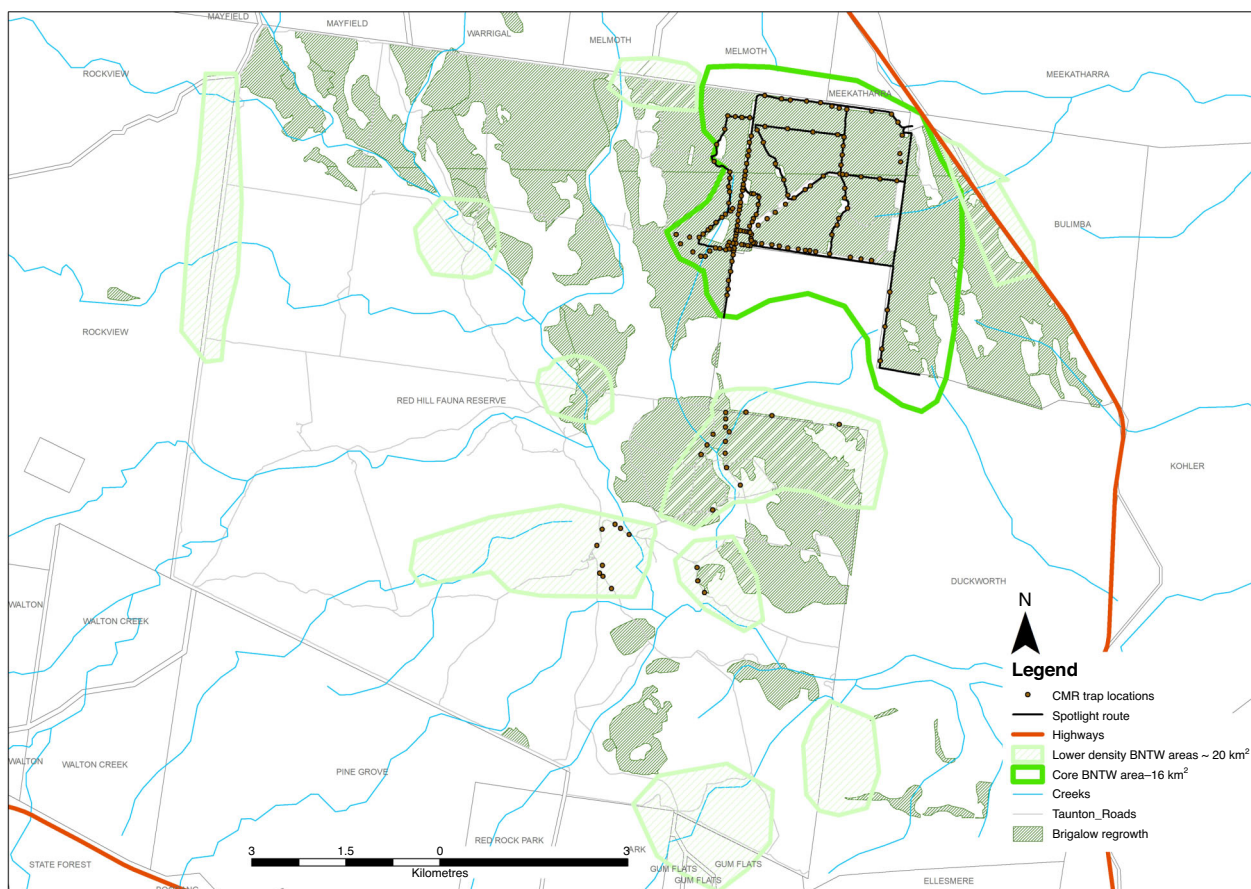 MAYFIELD
MAYFIELD
WARRIGAL
MELMOTH
MELMOTH
ROCKVIEW
MEEKATHARRA
MEEKATHARRA
BULIMBA
ROCKVIEW
RED HILL FAUNA RESERVE
KOHLER
DUCKWORTH
WALTON
WALTON CREEK
N
Legend
CMR trap locations
Spotlight route
Highways
Lower density BNTW areas ~ 20 km²
Core BNTW area–16 km²
Creeks
Taunton_Roads
Brigalow regrowth
WALTON
WALTON CREEK
PINE GROVE
RED ROCK PARK
PARK
GUM FLATS
GUM FLATS
GUM FLATS
STATE FOREST
ELLESMERE
3 1.5 0 3
Kilometres